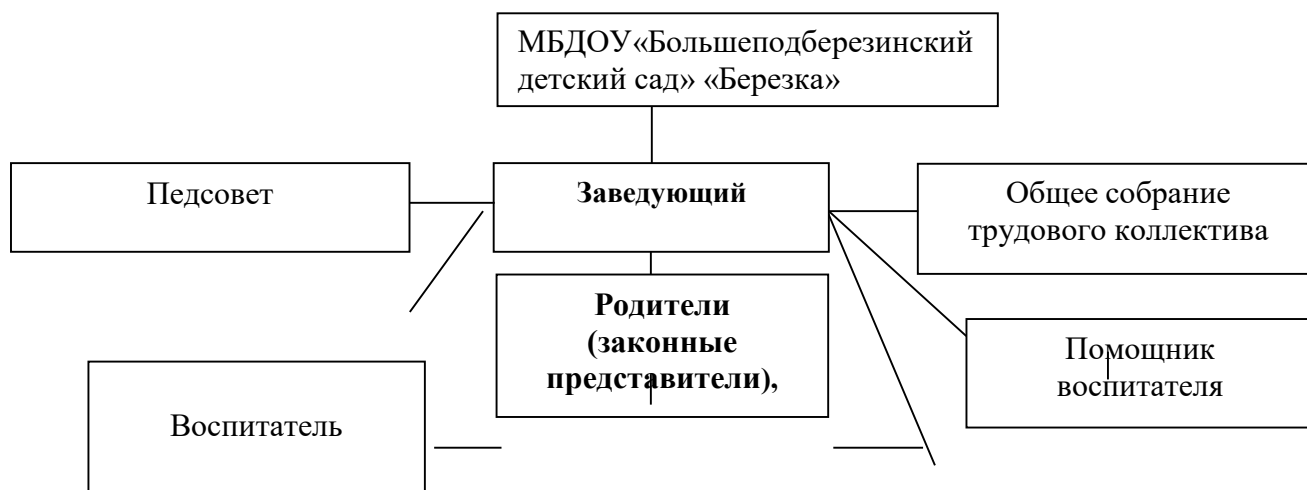 МБДОУ«Большеподберезинский
детский сад» «Березка»
Педсовет
Заведующий
Общее собрание
трудового коллектива
Родители
(законные
представители),
Помощник
воспитателя
Воспитатель